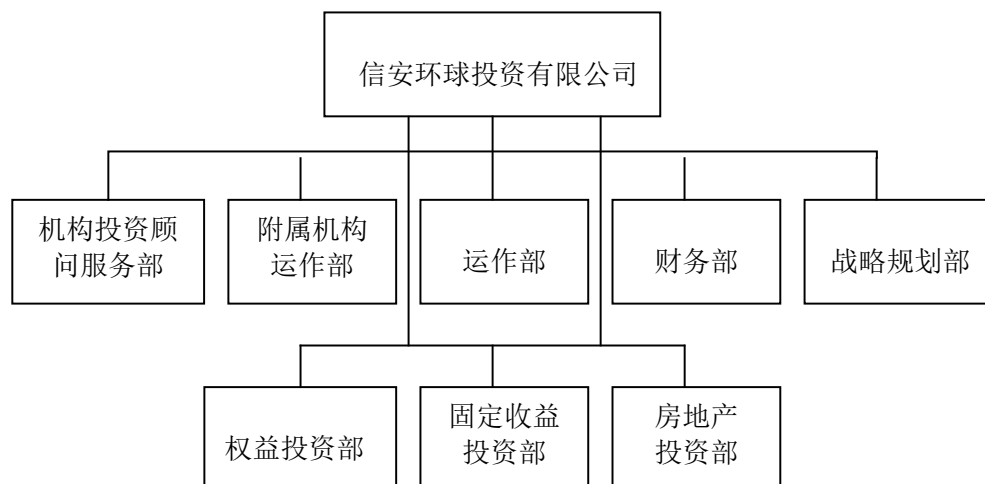 信安环球投资有限公司
机构投资顾
问服务部
附属机构
运作部
运作部
财务部
战略规划部
权益投资部
固定收益
投资部
房地产
投资部